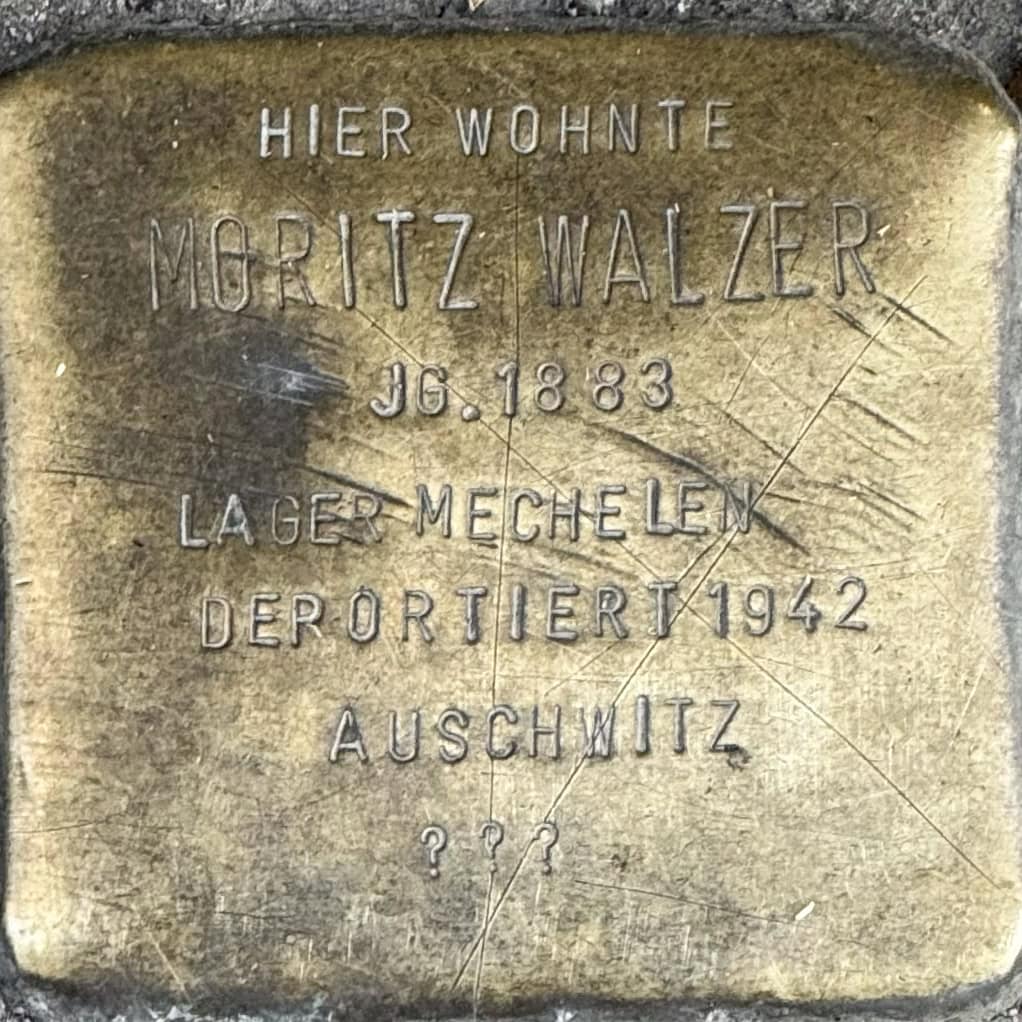 HIER WOHNTE
MORITZ WALZER
JG. 1883
LAGER MECHELEN
DEPORTIERT 1942
AUSCHWITZ
???